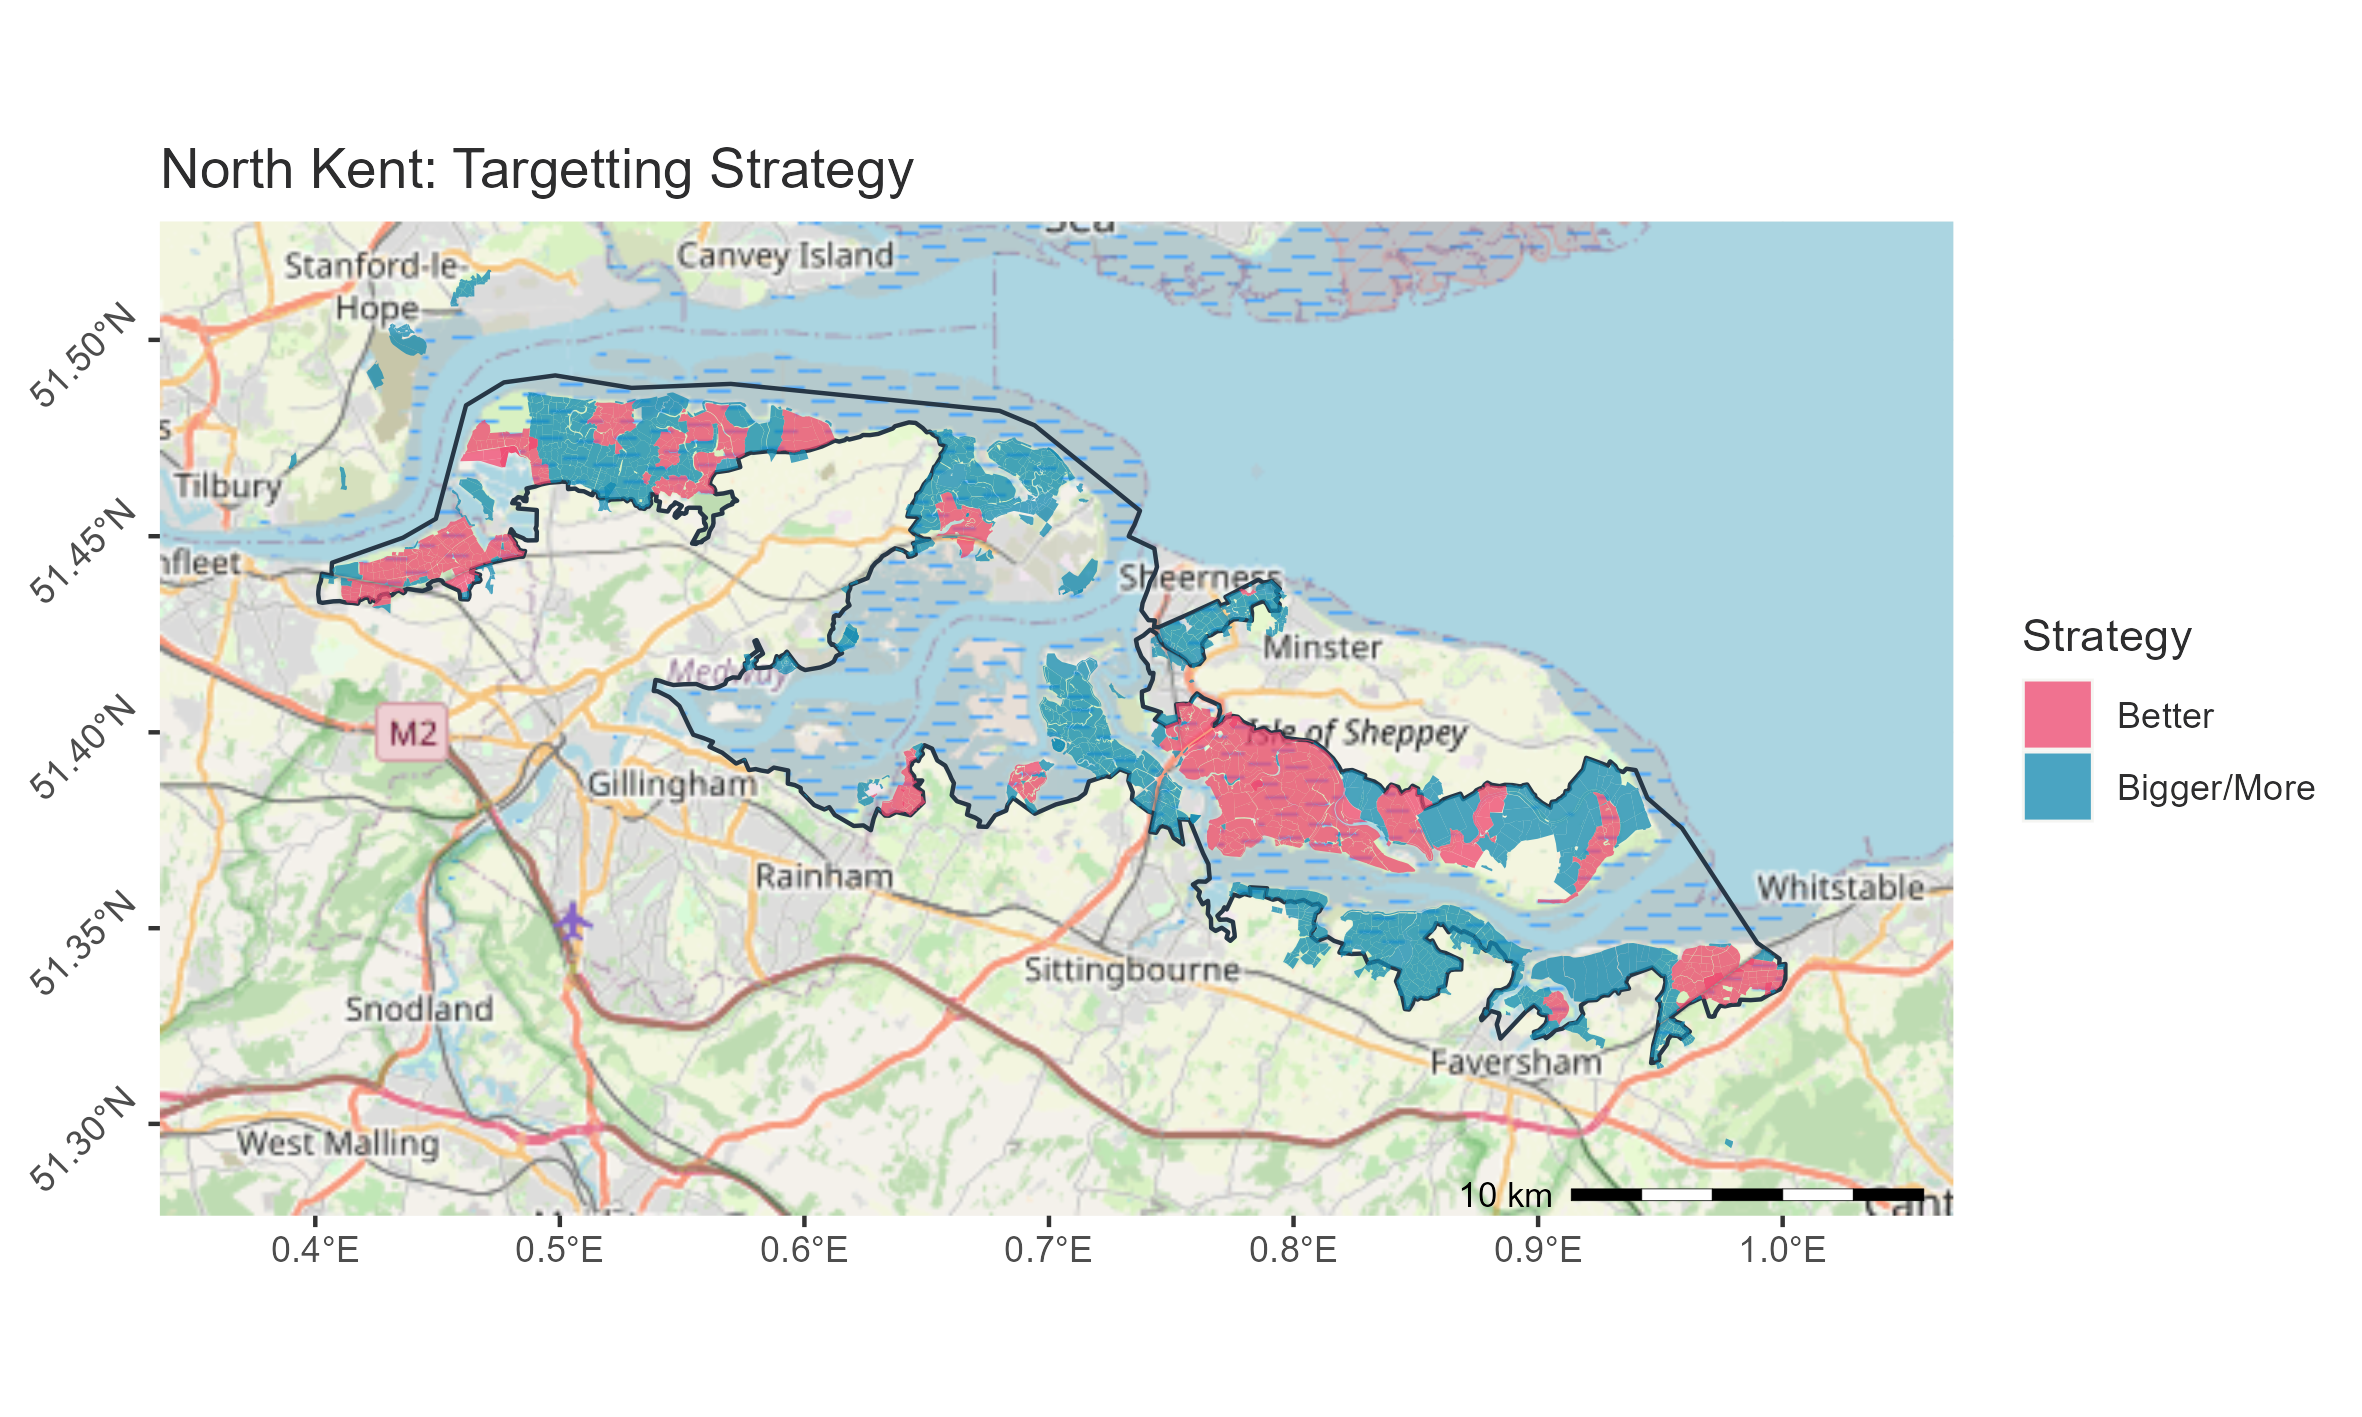 North Kent: Targetting Strategy
Sea
Canvey Island
Stanford-le-
Hope
s
Tilbury
nfleet
Sheerness
Minster
Medway
M2
Isle of Sheppey
Gillingham
Rainham
Whitstable
Sittingbourne
Snodland
Faversham
West Malling
10 km
Cant
51.50°N
51.45°N
51.40°N
51.35°N
51.30°N
0.4°E
0.5°E
0.6°E
0.7°E
0.8°E
0.9°E
1.0°E
Strategy
Better
Bigger/More